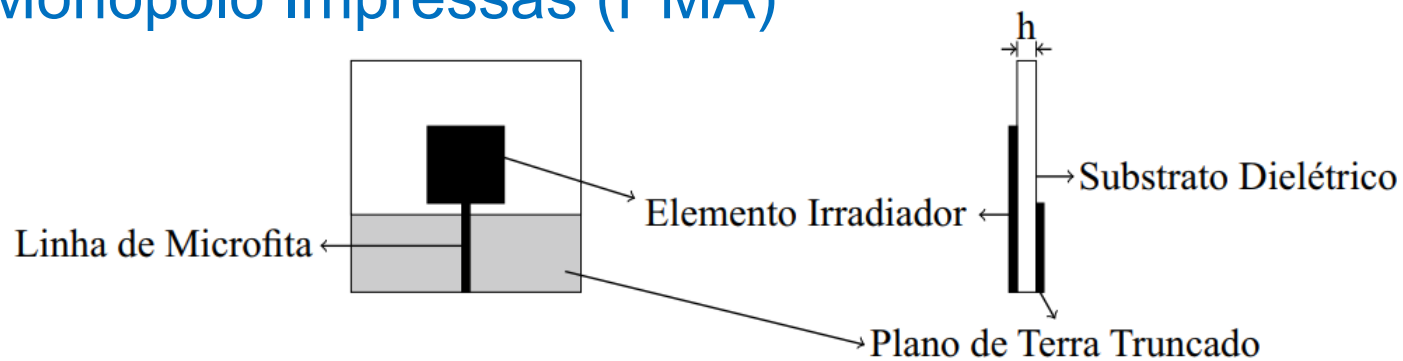 Monopolo Impressas (PMA)
h
Substrato Dielétrico
Elemento Irradiador
Linha de Microfita
Plano de Terra Truncado